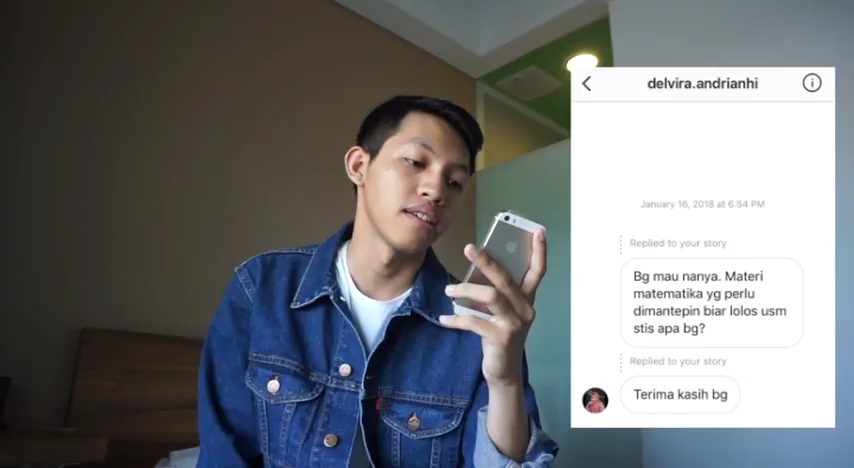 delvira.andrianhi
January 16, 2018 at 6:54 PM
Replied to your story
Bg mau nanya. Materi
matematika yg perlu
dimantepin biar lolos usm
stis apa bg?
Replied to your story
Terima kasih bg